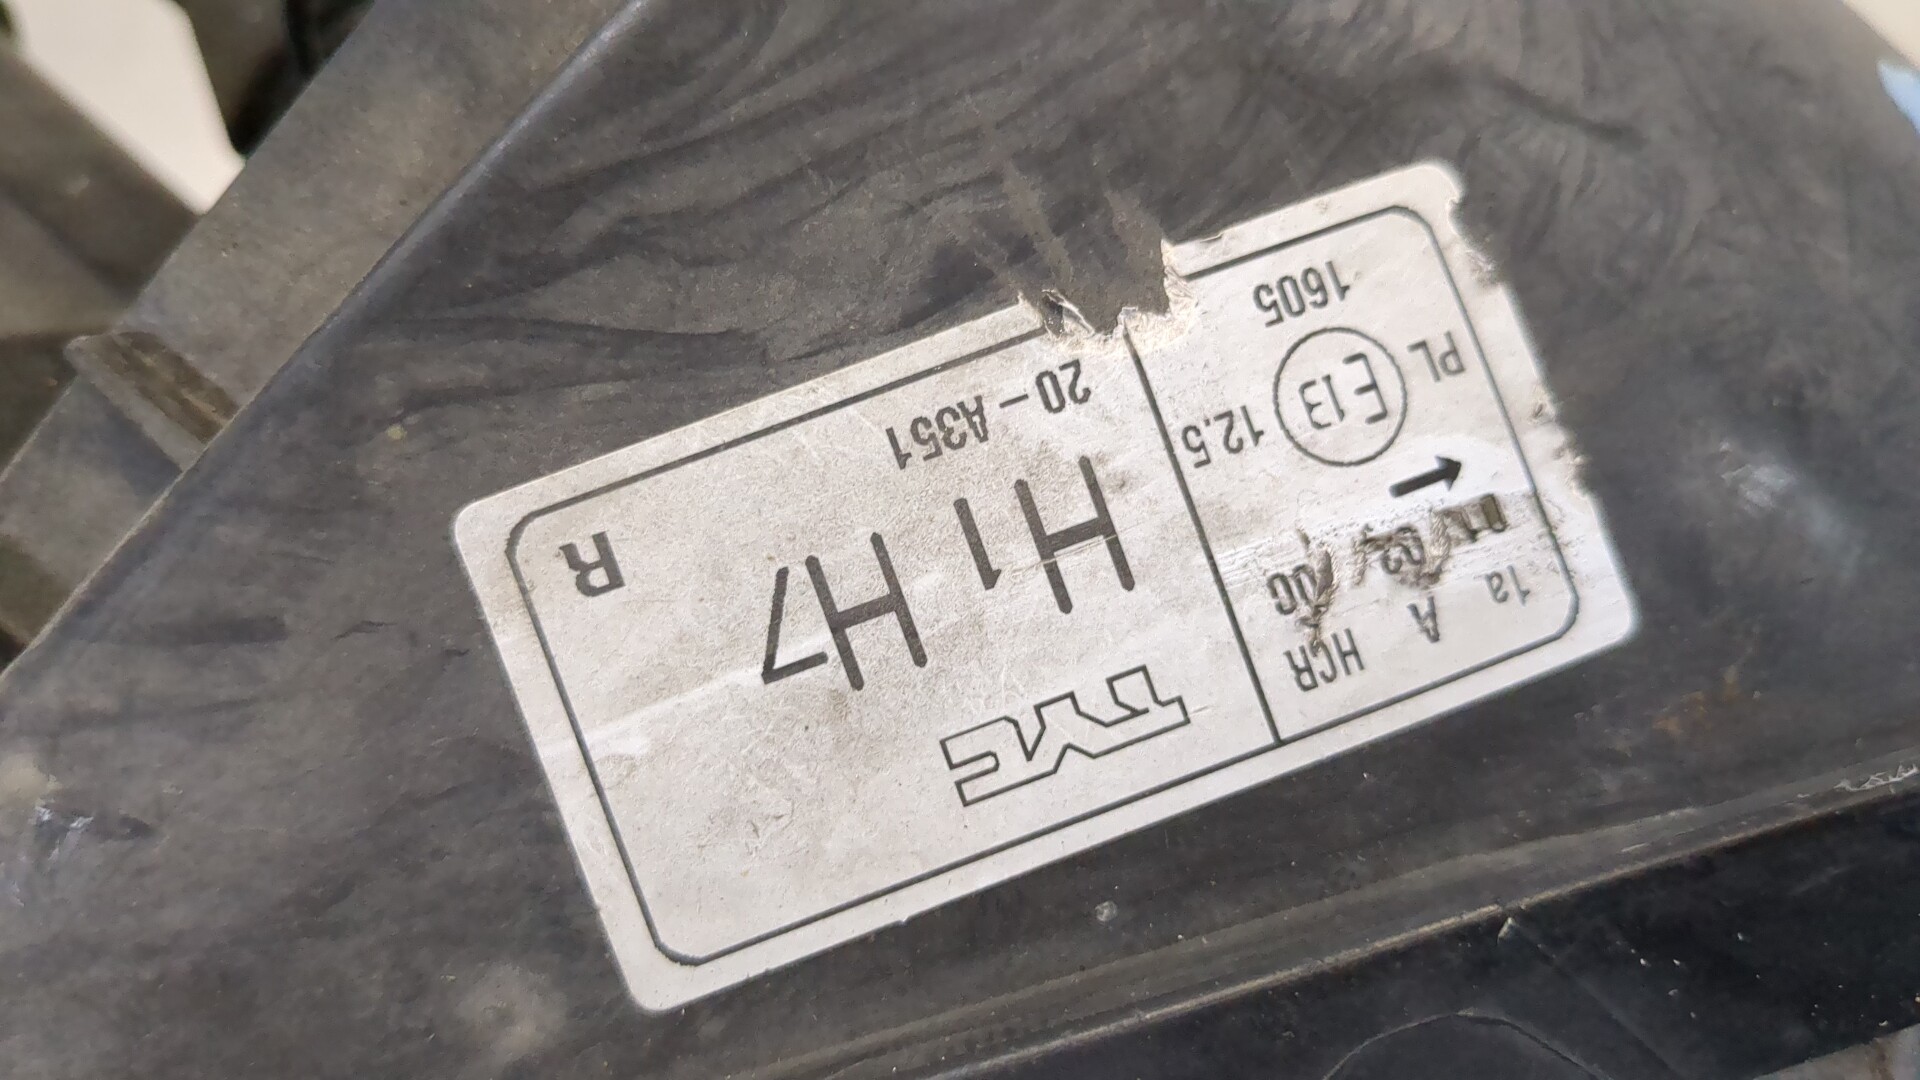 1a A HCR
PL E13 12.5
1605
TYC
H1 H7
20-A351
R